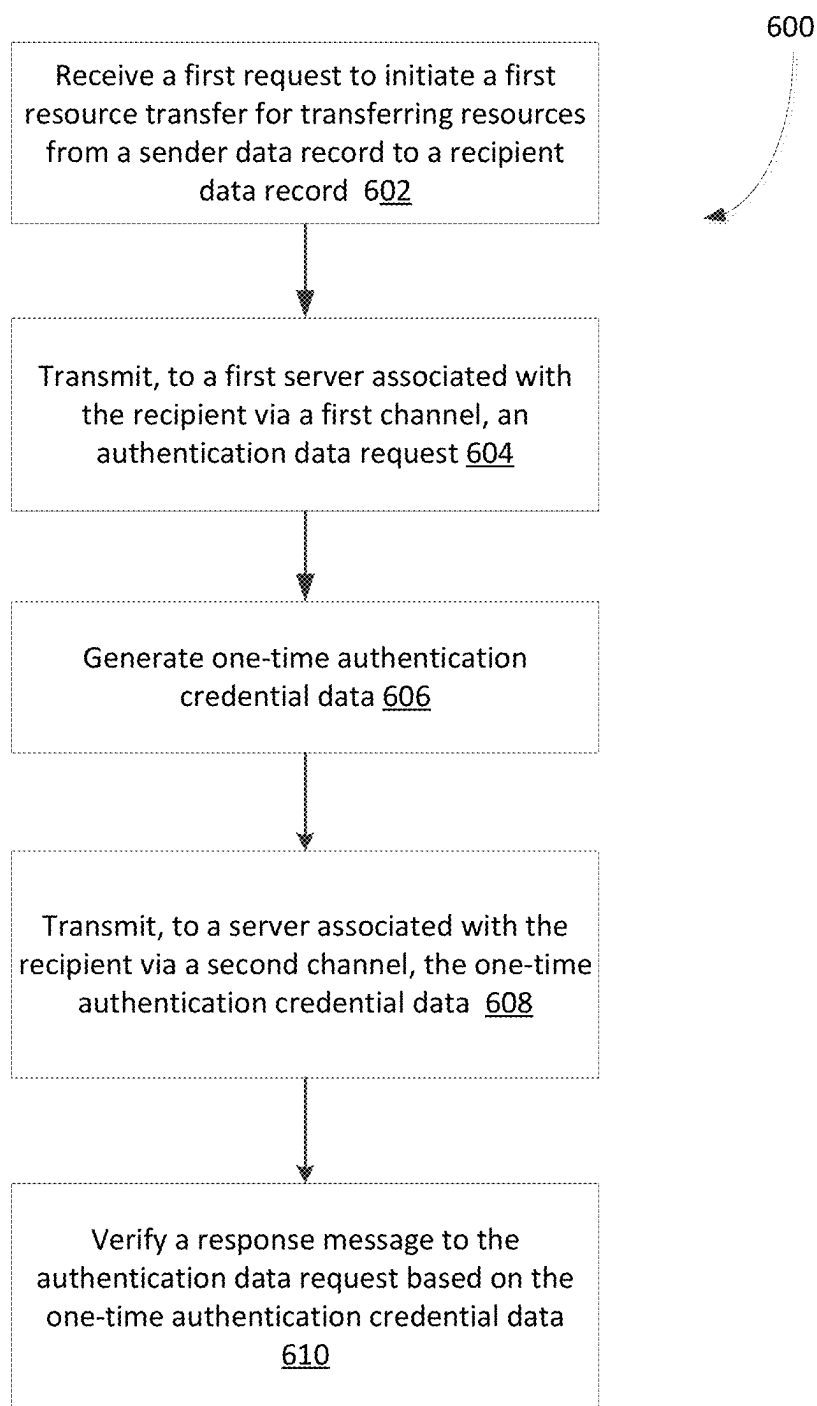 600
Receive a first request to initiate a first
resource transfer for transferring resources
from a sender data record to a recipient
data record 602
Transmit, to a first server associated with
the recipient via a first channel, an
authentication data request 604
Generate one-time authentication
credential data 606
Transmit, to a server associated with the
recipient via a second channel, the one-time
authentication credential data 608
Verify a response message to the
authentication data request based on the
one-time authentication credential data
610